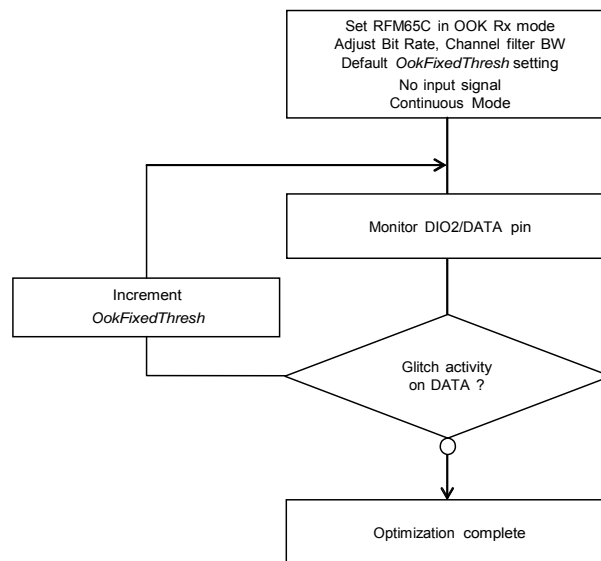 Set RFM65C in OOK Rx mode
Adjust Bit Rate, Channel filter BW
Default OokFixedThresh setting
No input signal
Continuous Mode
Monitor DIO2/DATA pin
Increment
OokFixedThresh
Glitch activity
on DATA ?
Optimization complete